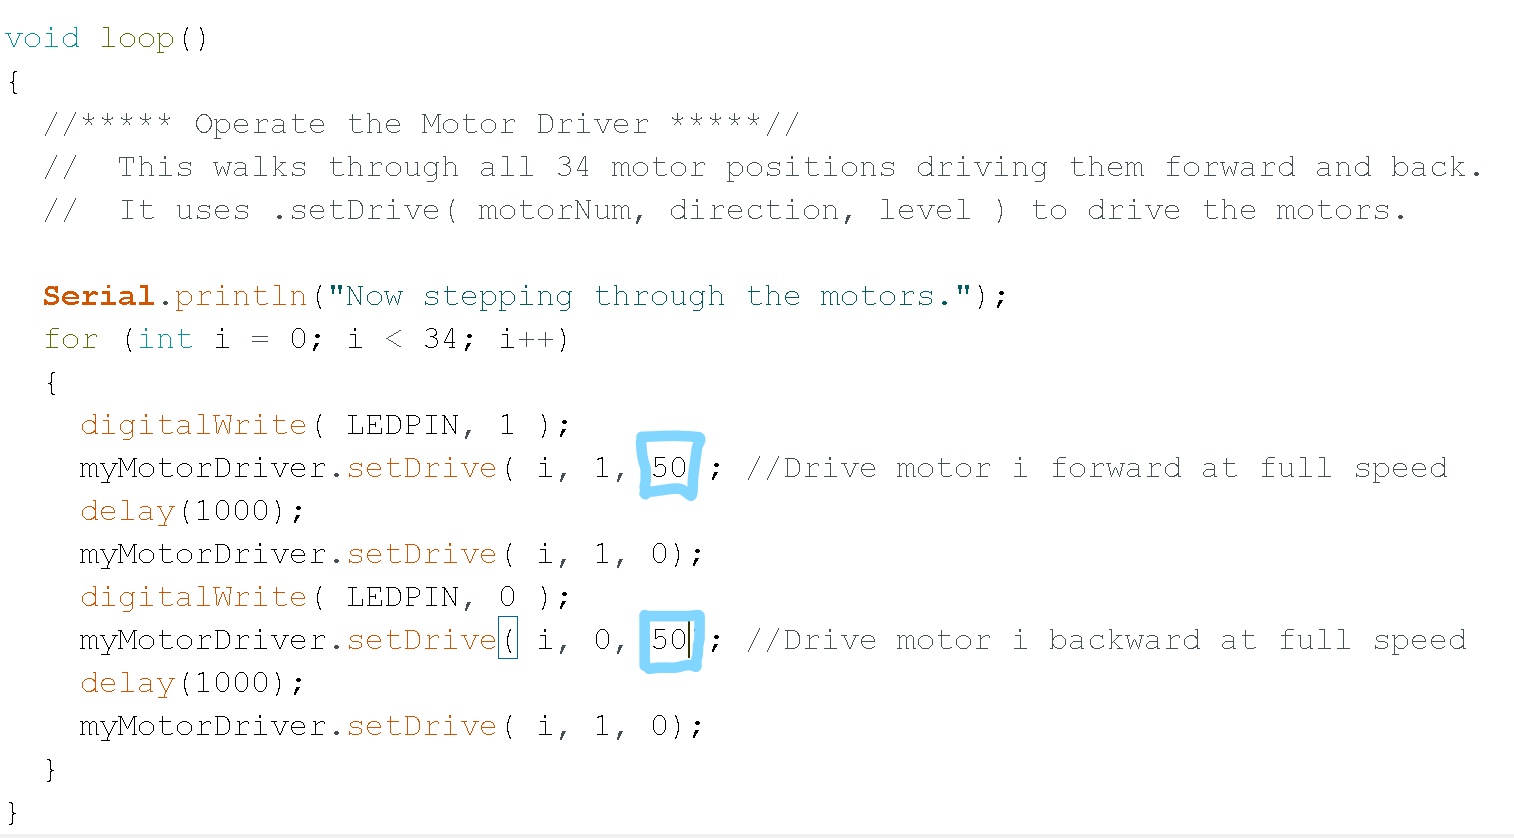 void loop()
{
//***** Operate the Motor Driver *****//
//  This walks through all 34 motor positions driving them forward and back.
//  It uses .setDrive( motorNum, direction, level ) to drive the motors.
Serial.println("Now stepping through the motors.");
for (int i = 0; i < 34; i++)
{
digitalWrite( LEDPIN, 1 );
myMotorDriver.setDrive( i, 1, 50 ; //Drive motor i forward at full speed
delay(1000);
myMotorDriver.setDrive( i, 1, 0);
digitalWrite( LEDPIN, 0 );
myMotorDriver.setDrive( i, 0, 50 ; //Drive motor i backward at full speed
delay(1000);
myMotorDriver.setDrive( i, 1, 0);
}
}